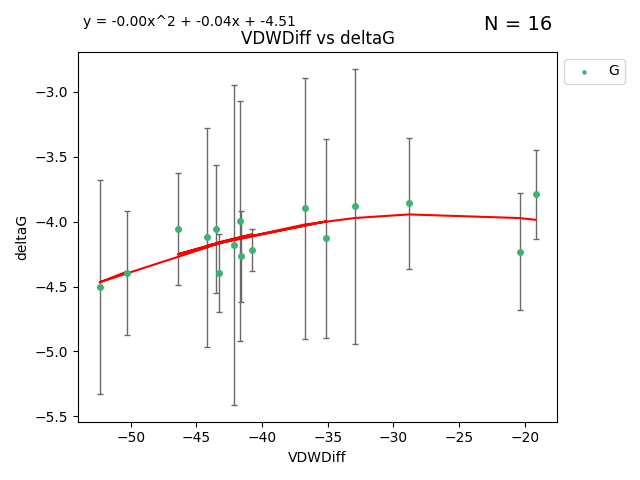 y = -0.00x^2 + -0.04x + -4.51
N = 16
VDWDiff vs deltaG
G
deltaG
−3.0
−3.5
−4.0
−4.5
−5.0
−5.5
−50 −45 −40 −35 −30 −25 −20
VDWDiff